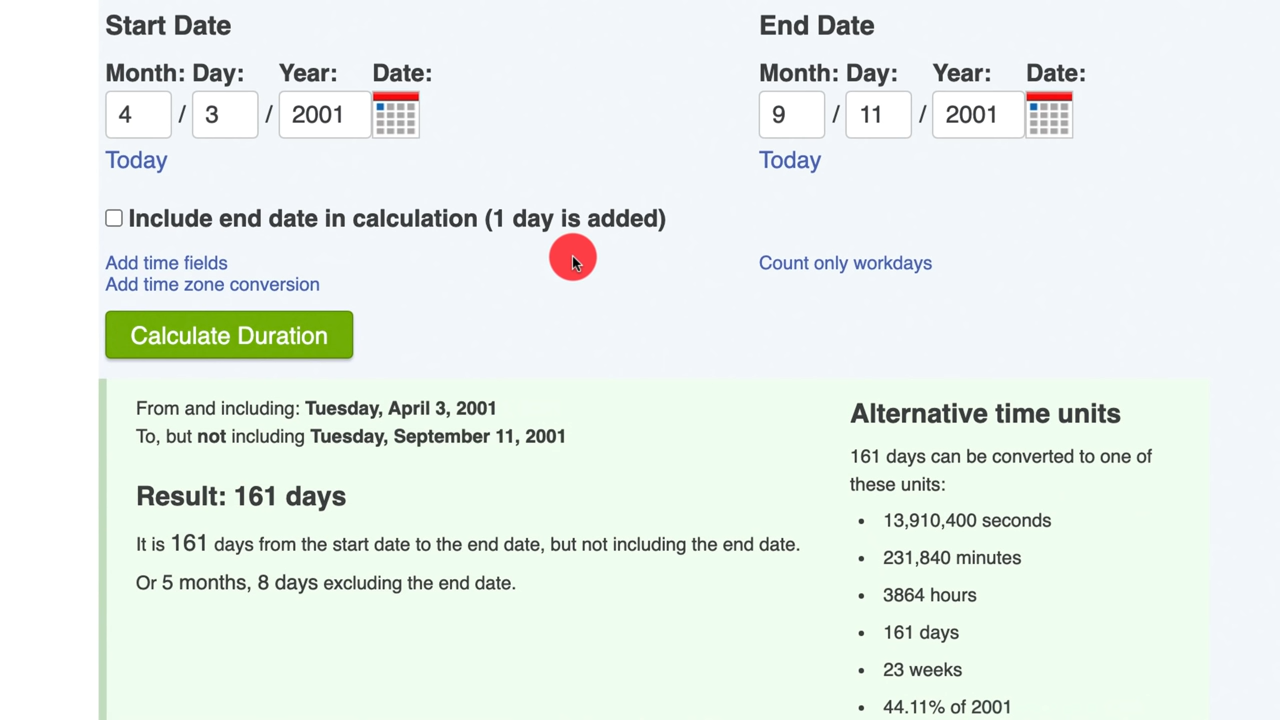 Start Date
End Date
Month: Day: Year: Date:
Month: Day: Year: Date:
4 / 3 / 2001
9 / 11 / 2001
Today
Today
Include end date in calculation (1 day is added)
Add time fields
Count only workdays
Add time zone conversion
Calculate Duration
From and including: Tuesday, April 3, 2001
To, but not including Tuesday, September 11, 2001
Result: 161 days
It is 161 days from the start date to the end date, but not including the end date.
Or 5 months, 8 days excluding the end date.
Alternative time units
161 days can be converted to one of
these units:
• 13,910,400 seconds
• 231,840 minutes
• 3864 hours
• 161 days
• 23 weeks
• 44.11% of 2001